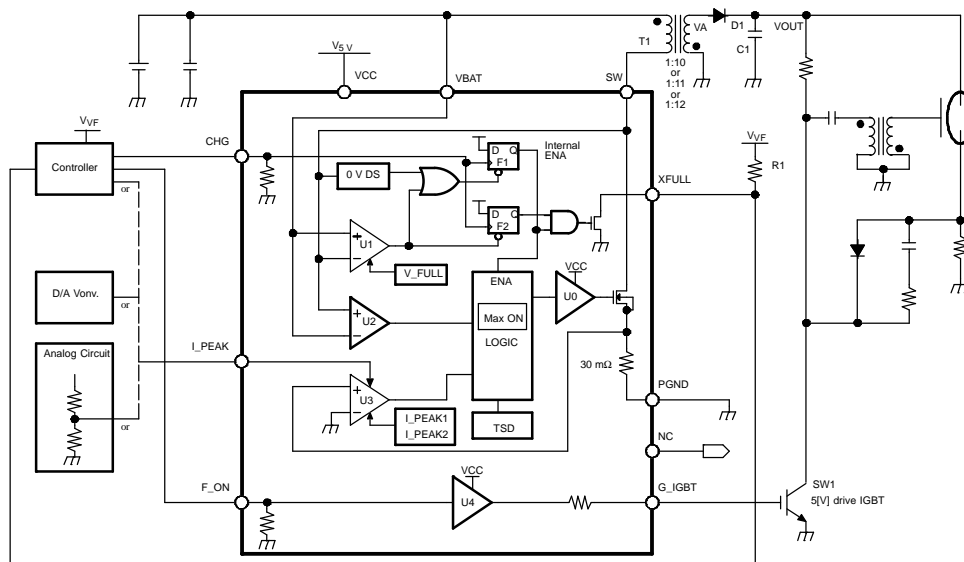 V5 V
VCC
VBAT
SW
T1
VA
1:10
or
1:11
or
1:12
D1
C1
VOUT
VVF
Controller
or
CHG
0 V DS
D Q
F1
Internal
ENA
D Q
F2
XFULL
VVF
R1
+
−
U1
V_FULL
ENA
Max ON
LOGIC
VCC
U0
+
−
U2
D/A Vonv.
or
I_PEAK
Analog Circuit
or
+
−
U3
I_PEAK1
I_PEAK2
TSD
30 mΩ
PGND
NC
F_ON
VCC
U4
G_IGBT
SW1
5[V] drive IGBT